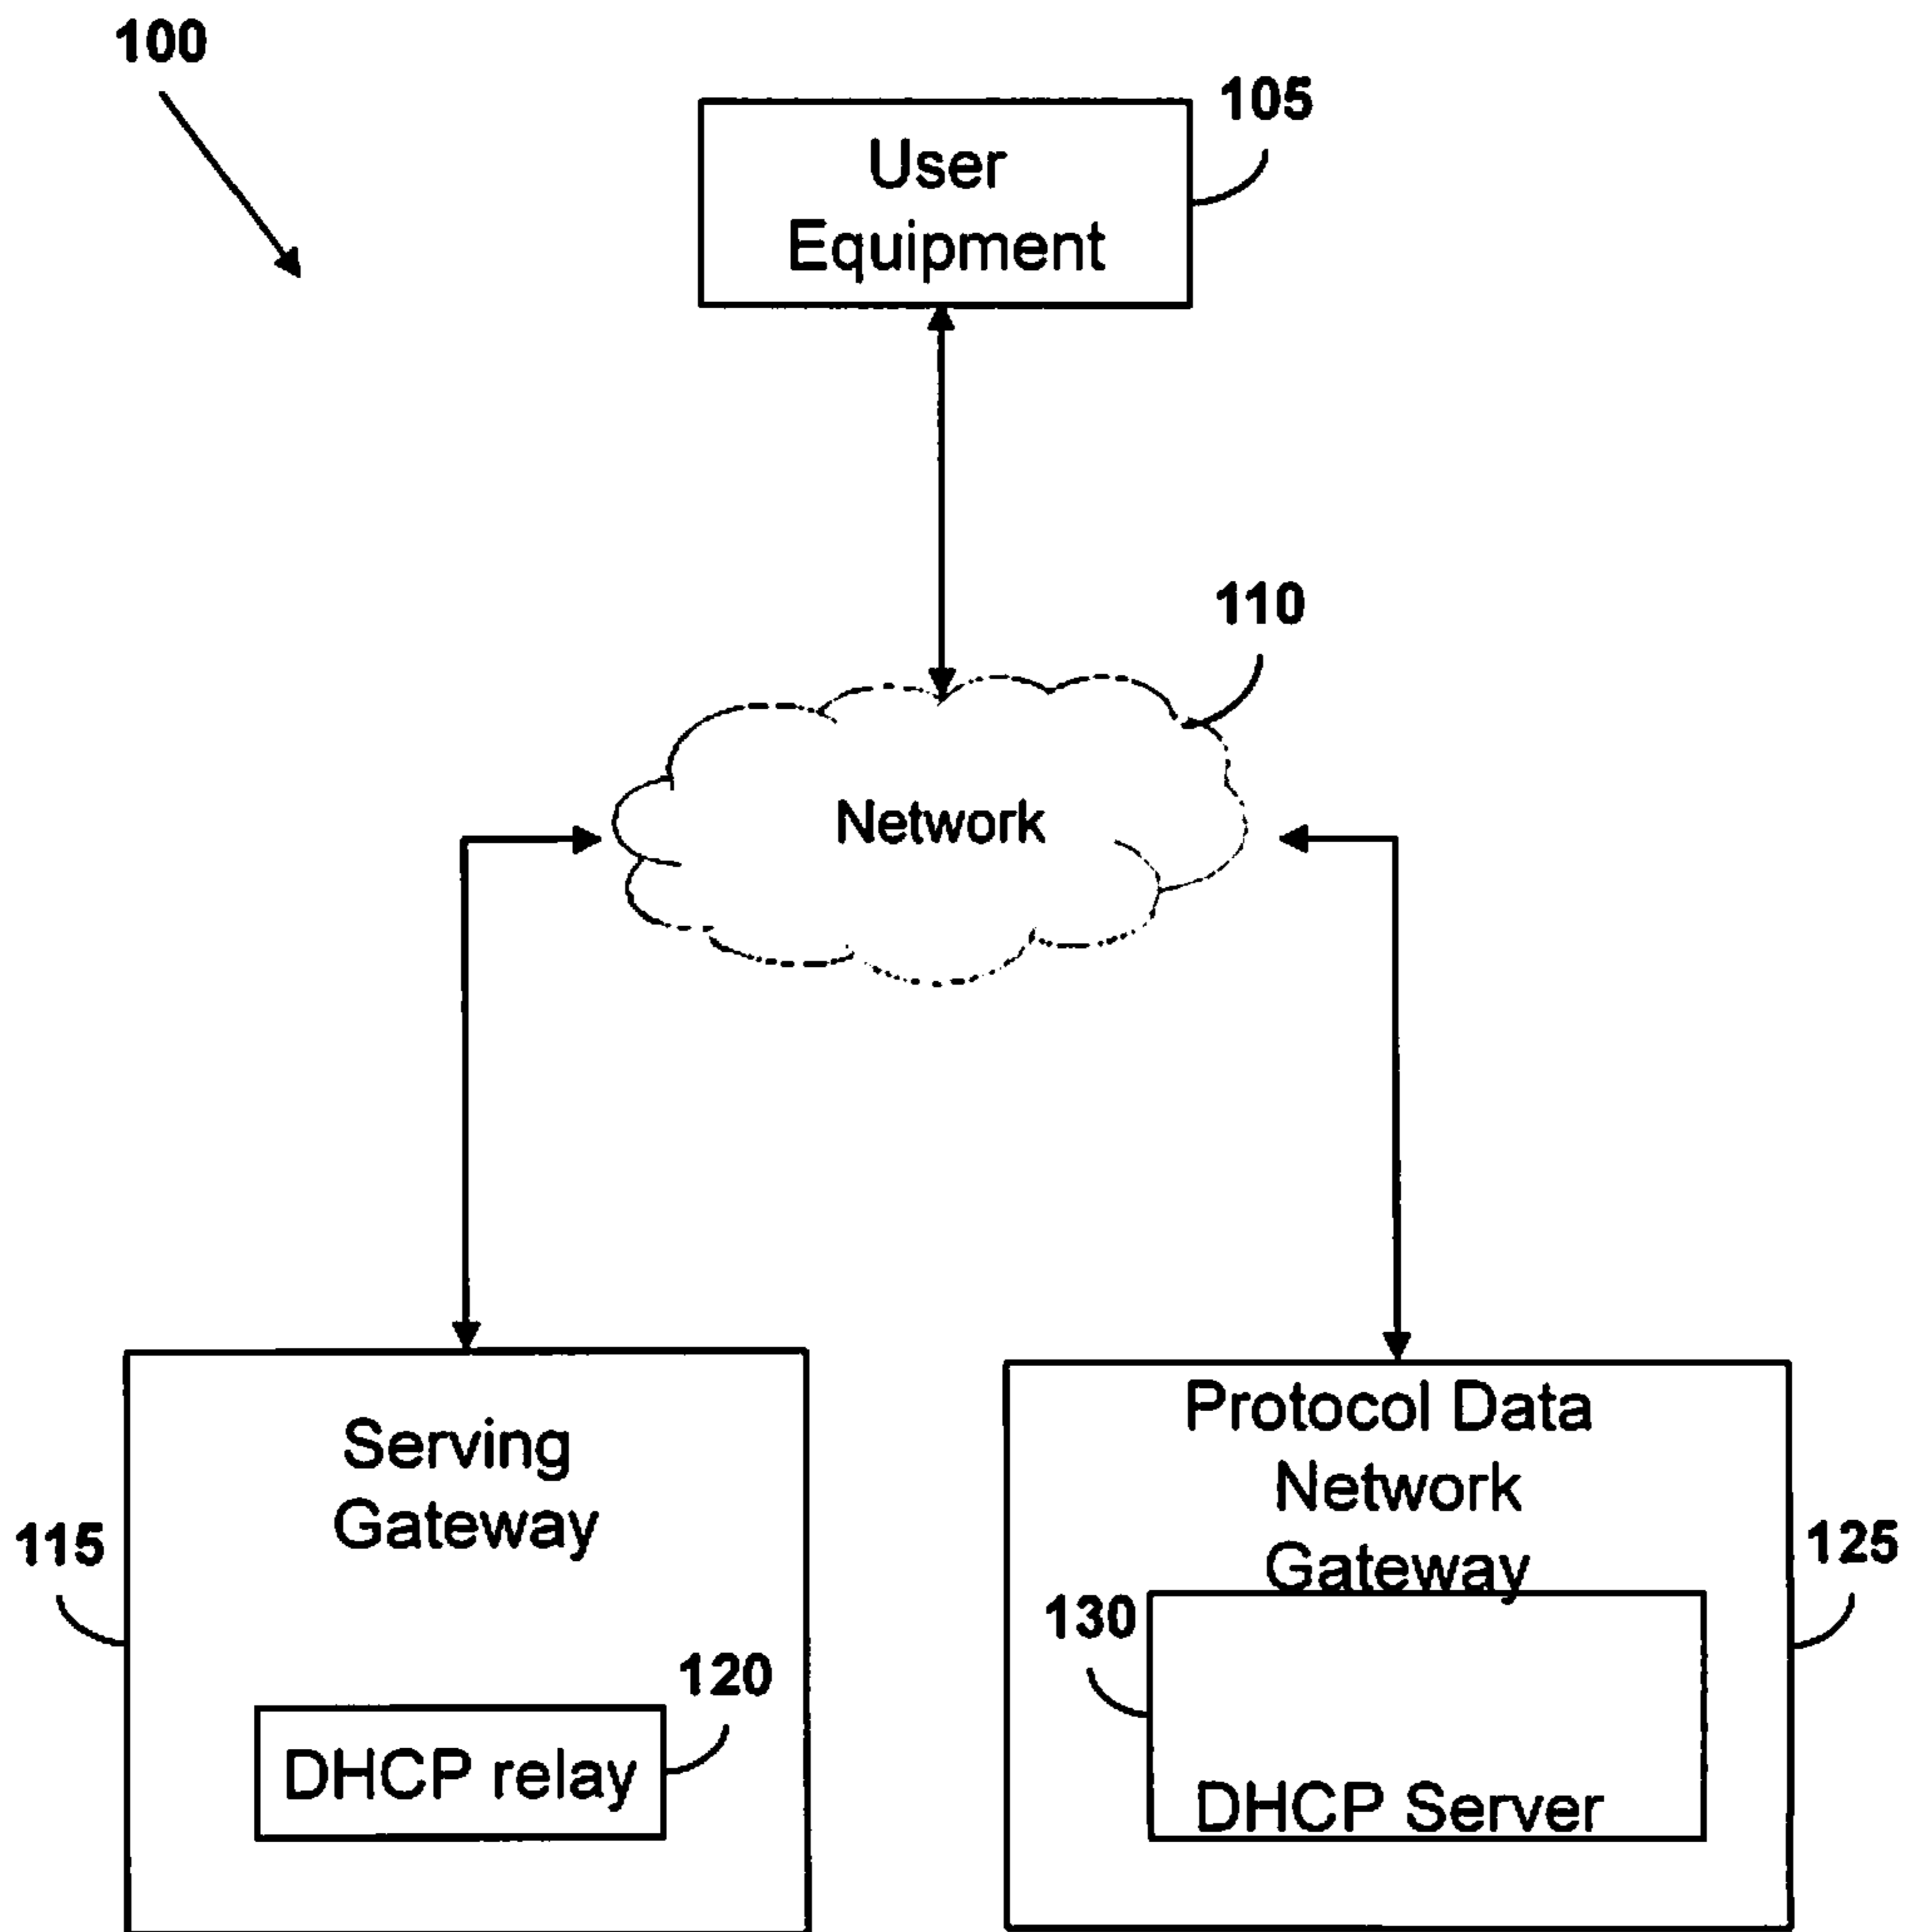 100
105
User
Equipment
110
Network
Serving
Gateway
115
120
DHCP relay
Protocol Data
Network
Gateway
125
130
DHCP Server